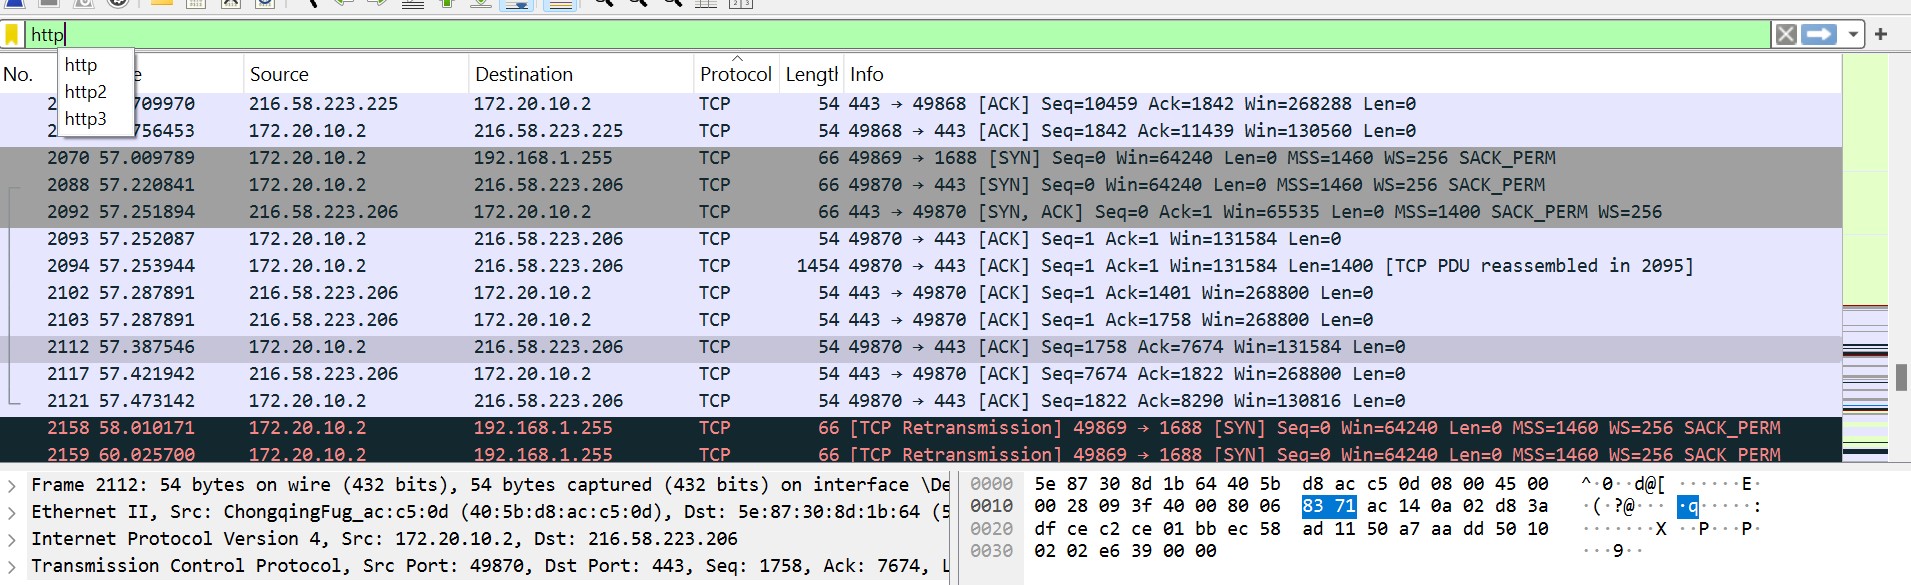 http
http
http2
http3
No. e Source Destination Protocol Length Info
2 709970 216.58.223.225 172.20.10.2 TCP 54 443 → 49868 [ACK] Seq=10459 Ack=1842 Win=268288 Len=0
2 756453 172.20.10.2 216.58.223.225 TCP 54 49868 → 443 [ACK] Seq=1842 Ack=11439 Win=130560 Len=0
2070 57.009789 172.20.10.2 192.168.1.255 TCP 66 49869 → 1688 [SYN] Seq=0 Win=64240 Len=0 MSS=1460 WS=256 SACK_PERM
2088 57.220841 172.20.10.2 216.58.223.206 TCP 66 49870 → 443 [SYN] Seq=0 Win=64240 Len=0 MSS=1460 WS=256 SACK_PERM
2092 57.251894 216.58.223.206 172.20.10.2 TCP 66 443 → 49870 [SYN, ACK] Seq=0 Ack=1 Win=65535 Len=0 MSS=1400 SACK_PERM WS=256
2093 57.252087 172.20.10.2 216.58.223.206 TCP 54 49870 → 443 [ACK] Seq=1 Ack=1 Win=131584 Len=0
2094 57.253944 172.20.10.2 216.58.223.206 TCP 1454 49870 → 443 [ACK] Seq=1 Ack=1 Win=131584 Len=1400 [TCP PDU reassembled in 2095]
2102 57.287891 216.58.223.206 172.20.10.2 TCP 54 443 → 49870 [ACK] Seq=1 Ack=1401 Win=268800 Len=0
2103 57.287891 216.58.223.206 172.20.10.2 TCP 54 443 → 49870 [ACK] Seq=1 Ack=1758 Win=268800 Len=0
2112 57.387546 172.20.10.2 216.58.223.206 TCP 54 49870 → 443 [ACK] Seq=1758 Ack=7674 Win=131584 Len=0
2117 57.421942 216.58.223.206 172.20.10.2 TCP 54 443 → 49870 [ACK] Seq=7674 Ack=1822 Win=268800 Len=0
2121 57.473142 172.20.10.2 216.58.223.206 TCP 54 49870 → 443 [ACK] Seq=1822 Ack=8290 Win=130816 Len=0
2158 58.010171 172.20.10.2 192.168.1.255 TCP 66 [TCP Retransmission] 49869 → 1688 [SYN] Seq=0 Win=64240 Len=0 MSS=1460 WS=256 SACK_PERM
2159 60.025700 172.20.10.2 192.168.1.255 TCP 66 [TCP Retransmission] 49869 → 1688 [SYN] Seq=0 Win=64240 Len=0 MSS=1460 WS=256 SACK_PERM
Frame 2112: 54 bytes on wire (432 bits), 54 bytes captured (432 bits) on interface \De
Ethernet II, Src: ChongqingFug_ac:c5:0d (40:5b:d8:ac:c5:0d), Dst: 5e:87:30:8d:1b:64 (5
Internet Protocol Version 4, Src: 172.20.10.2, Dst: 216.58.223.206
Transmission Control Protocol, Src Port: 49870, Dst Port: 443, Seq: 1758, Ack: 7674, L
0000 5e 87 30 8d 1b 64 40 5b d8 ac c5 0d 08 00 45 00 ^·0··d@[ ······E·
0010 00 28 09 3f 40 00 80 06 83 71 ac 14 0a 02 d8 3a ·(·?@··· ·q·····:
0020 df ce c2 ce 01 bb ec 58 ad 11 50 a7 aa dd 50 10 ·······X ··P···P·
0030 02 02 e6 39 00 00 ···9··